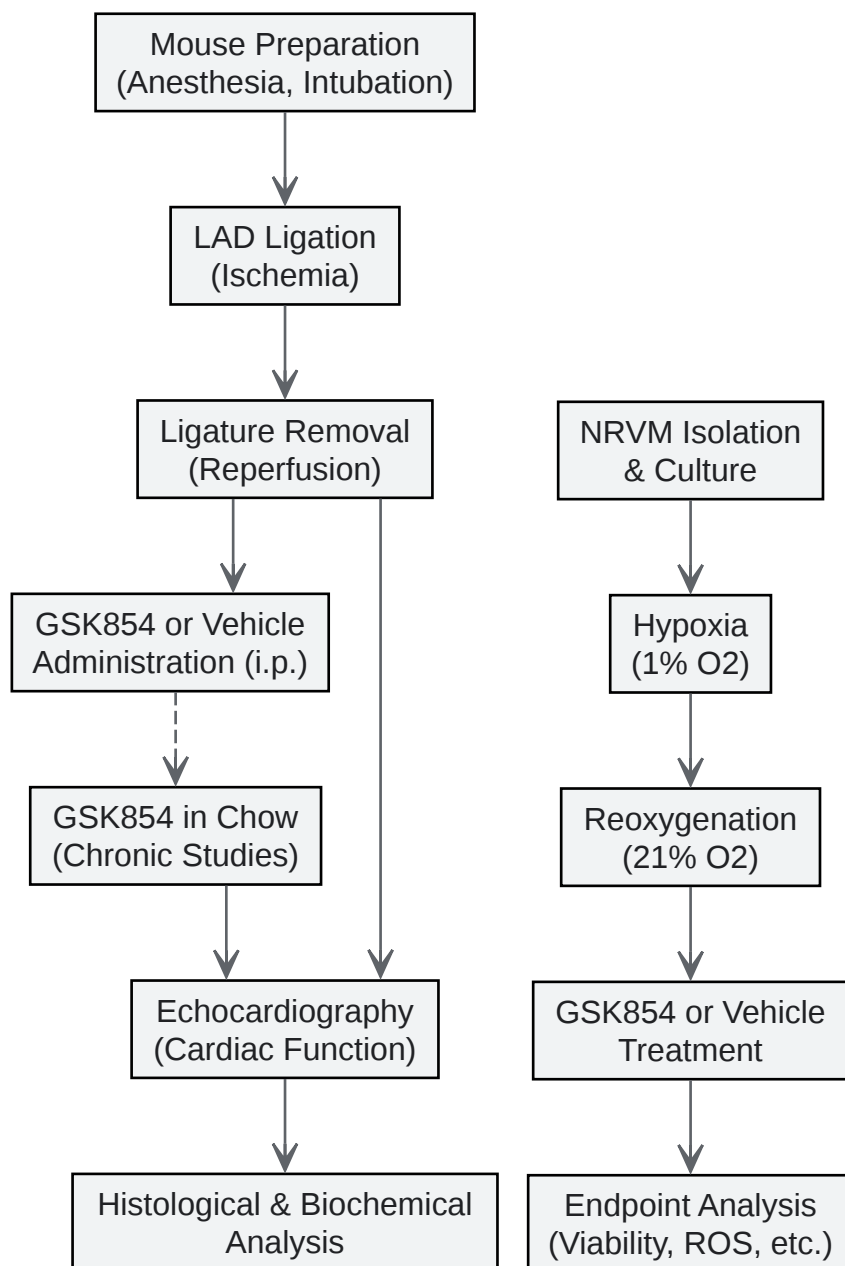 Mouse Preparation
(Anesthesia, Intubation)
LAD Ligation
(Ischemia)
Ligature Removal
(Reperfusion)
GSK854 or Vehicle
Administration (i.p.)
GSK854 in Chow
(Chronic Studies)
Echocardiography
(Cardiac Function)
Histological & Biochemical
Analysis
NRVM Isolation
& Culture
Hypoxia
(1% O2)
Reoxygenation
(21% O2)
GSK854 or Vehicle
Treatment
Endpoint Analysis
(Viability, ROS, etc.)